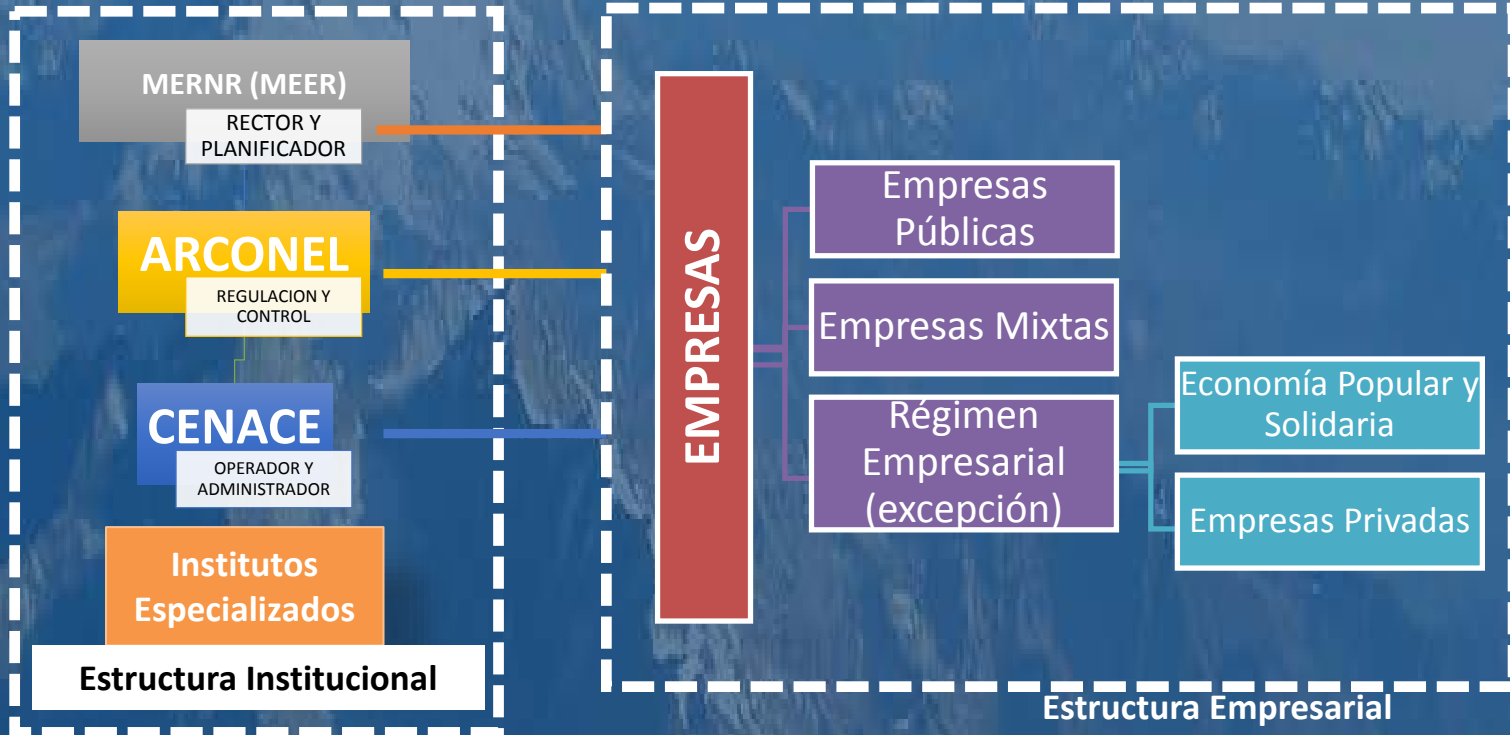 MERNR (MEER)
RECTOR Y
PLANIFICADOR
ARCONEL
REGULACION Y
CONTROL
CENACE
OPERADOR Y
ADMINISTRADOR
Institutos
Especializados
Estructura Institucional
EMPRESAS
Empresas
Públicas
Empresas Mixtas
Régimen
Empresarial
(excepción)
Economía Popular y
Solidaria
Empresas Privadas
Estructura Empresarial